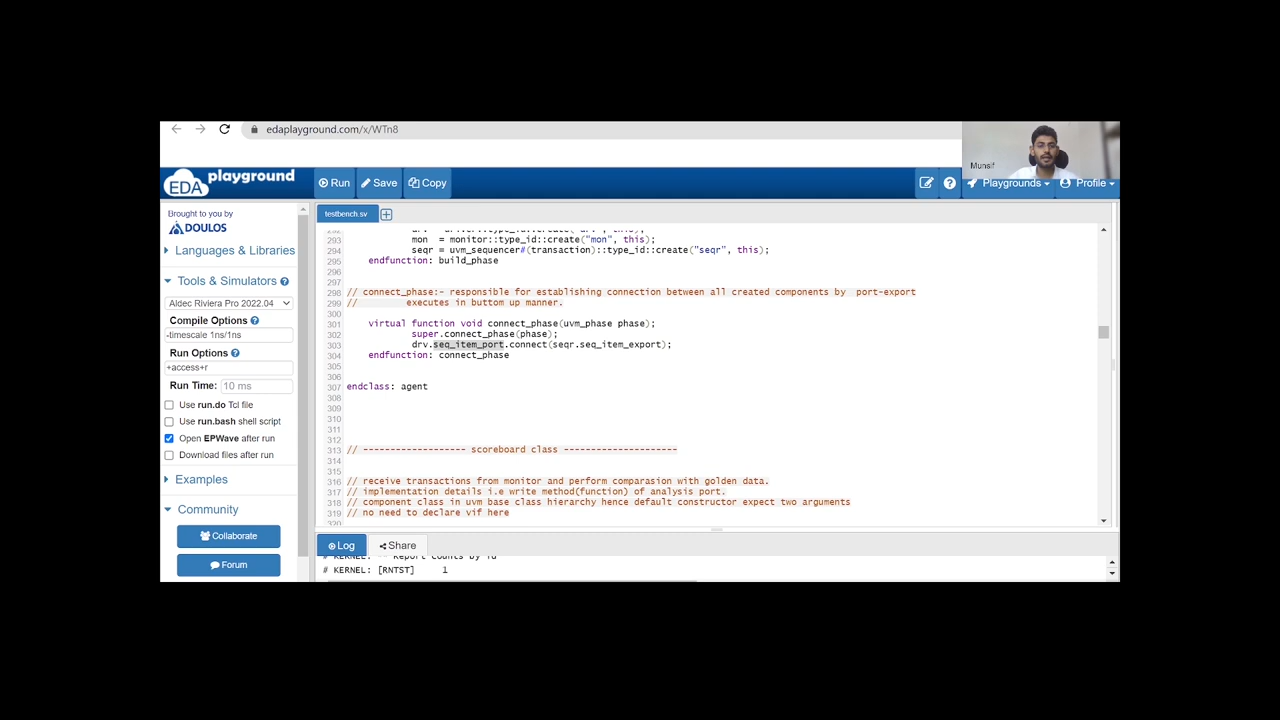 edaplayground.com/x/WTn8
Munsif
EDA playground
Run Save Copy
Playgrounds Profile
Brought to you by
DOULOS
Languages & Libraries
Tools & Simulators
Aldec Riviera Pro 2022.04
Compile Options
-timescale 1ns/1ns
Run Options
+access+r
Run Time: 10 ms
Use run.do Tcl file
Use run.bash shell script
Open EPWave after run
Download files after run
Examples
Community
Collaborate
Forum
testbench.sv
293 mon = monitor::type_id::create("mon", this);
294 seqr = uvm_sequencer#(transaction)::type_id::create("seqr", this);
295 endfunction: build_phase
296
297
298 // connect_phase:- responsible for establishing connection between all created components by port-export
299 // executes in buttom up manner.
300
301 virtual function void connect_phase(uvm_phase phase);
302 super.connect_phase(phase);
303 drv.seq_item_port.connect(seqr.seq_item_export);
304 endfunction: connect_phase
305
306
307 endclass: agent
308
309
310
311
312
313 // ------------------- scoreboard class ---------------------
314
315
316 // receive transactions from monitor and perform comparasion with golden data.
317 // implementation details i.e write method(function) of analysis port.
318 // component class in uvm base class hierarchy hence default constructor expect two arguments
319 // no need to declare vif here
320
Log Share
# KERNEL: ** Report counts by id
# KERNEL: [RNTST] 1